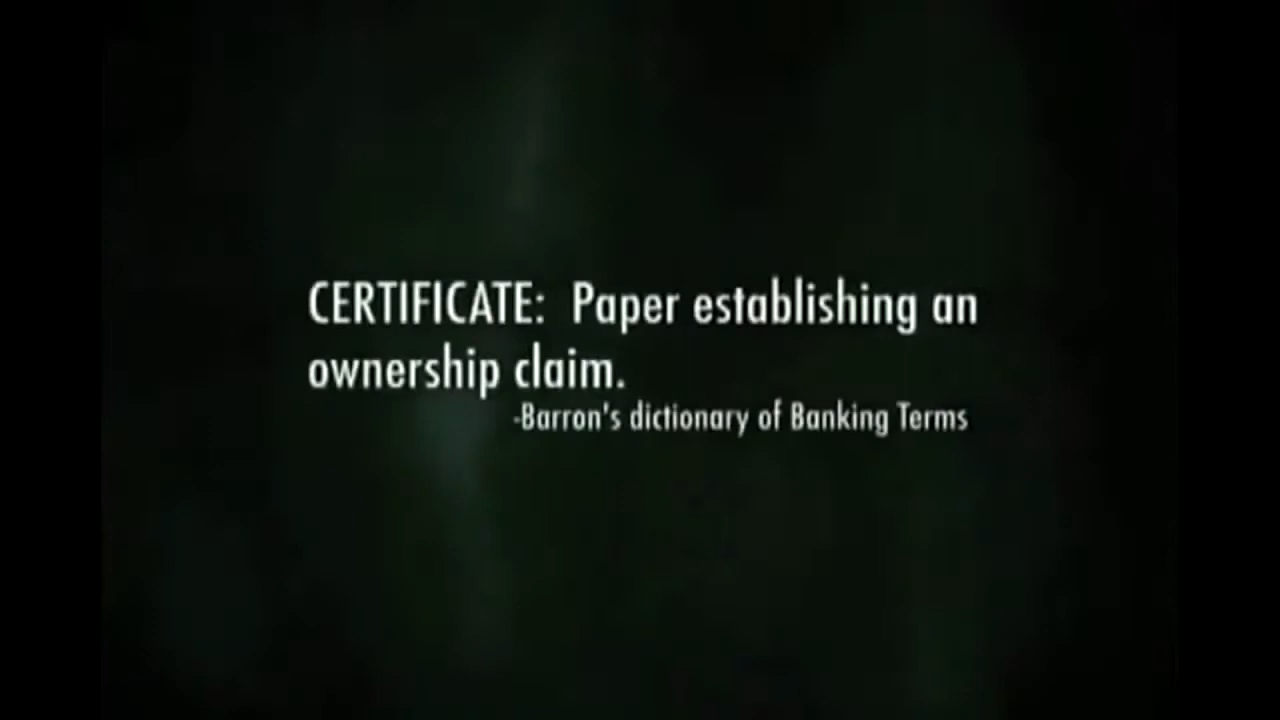 CERTIFICATE: Paper establishing an
ownership claim.
-Barron's dictionary of Banking Terms